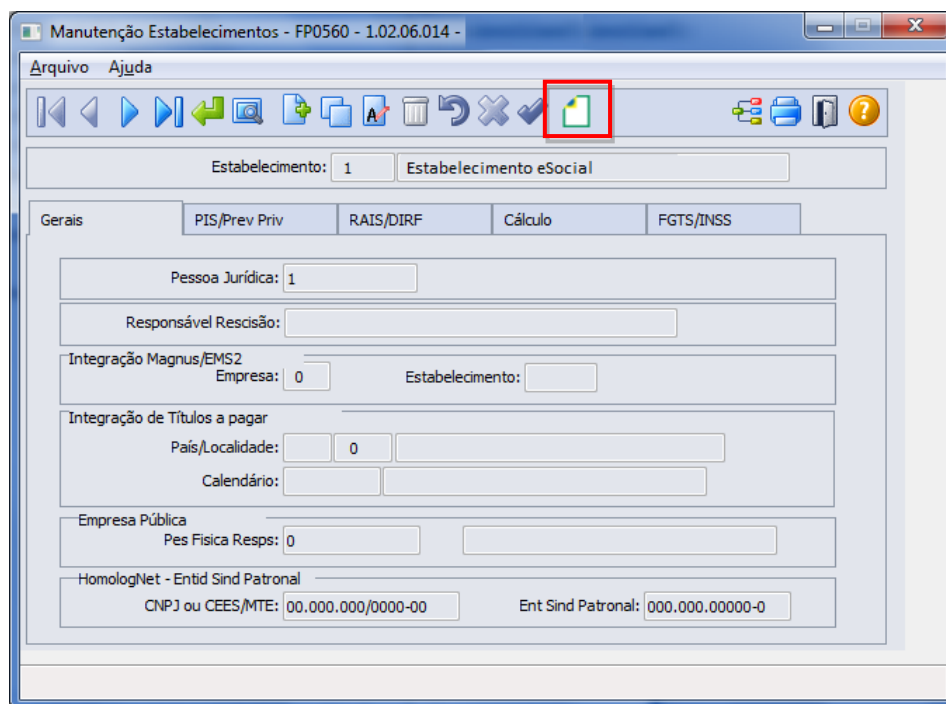 Manutenção Estabelecimentos - FP0560 - 1.02.06.014 -
Arquivo Ajuda
Estabelecimento: 1 Estabelecimento eSocial
Gerais PIS/Prev Priv RAIS/DIRF Cálculo FGTS/INSS
Pessoa Jurídica: 1
Responsável Rescisão:
Integração Magnus/EMS2
Empresa: 0 Estabelecimento:
Integração de Títulos a pagar
País/Localidade: 0
Calendário:
Empresa Pública
Pes Fisica Resps: 0
HomologNet - Entid Sind Patronal
CNPJ ou CEES/MTE: 00.000.000/0000-00 Ent Sind Patronal: 000.000.00000-0